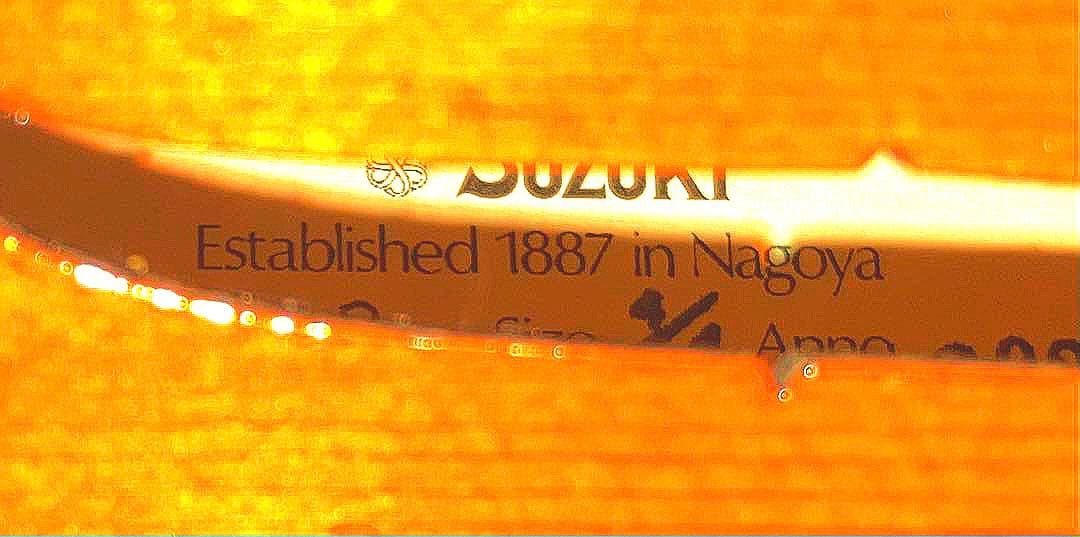 SUZUKI
Established 1887 in Nagoya
Size Anno